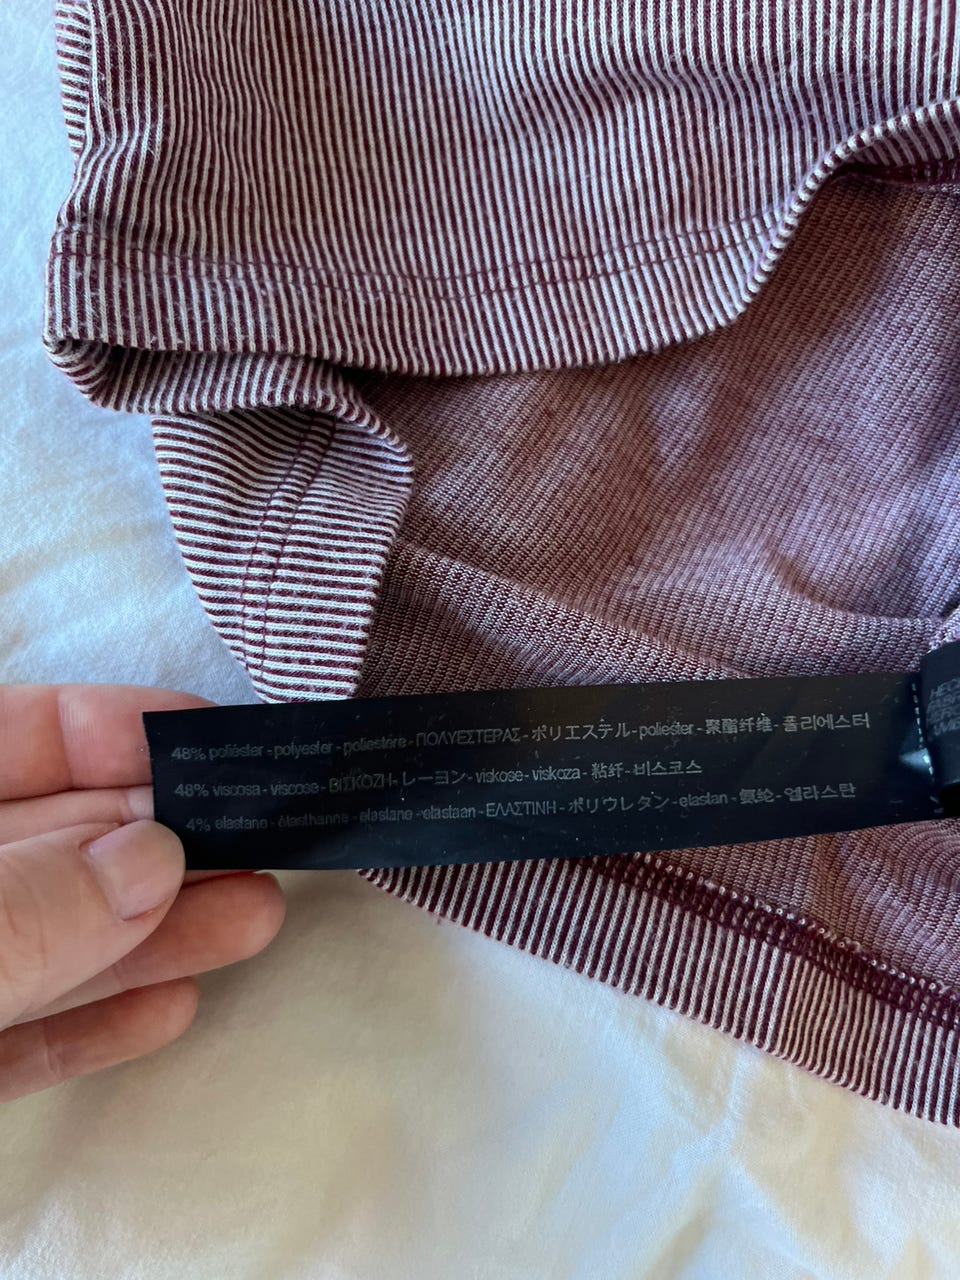 48% poliéster - polyester - poliestere - ΠΟΛΥΕΣΤΕΡΑΣ - ポリエステル - poliester - 聚酯纤维 - 폴리에스터
48% viscosa - viscose - ΒΙΣΚΟΖΗ - レーヨン - viskose - viskoza - 粘纤 - 비스코스
4% elastano - élasthanne - elastane - elastaan - ΕΛΑΣΤΙΝΗ - ポリウレタン - elastan - 氨纶 - 엘라스탄